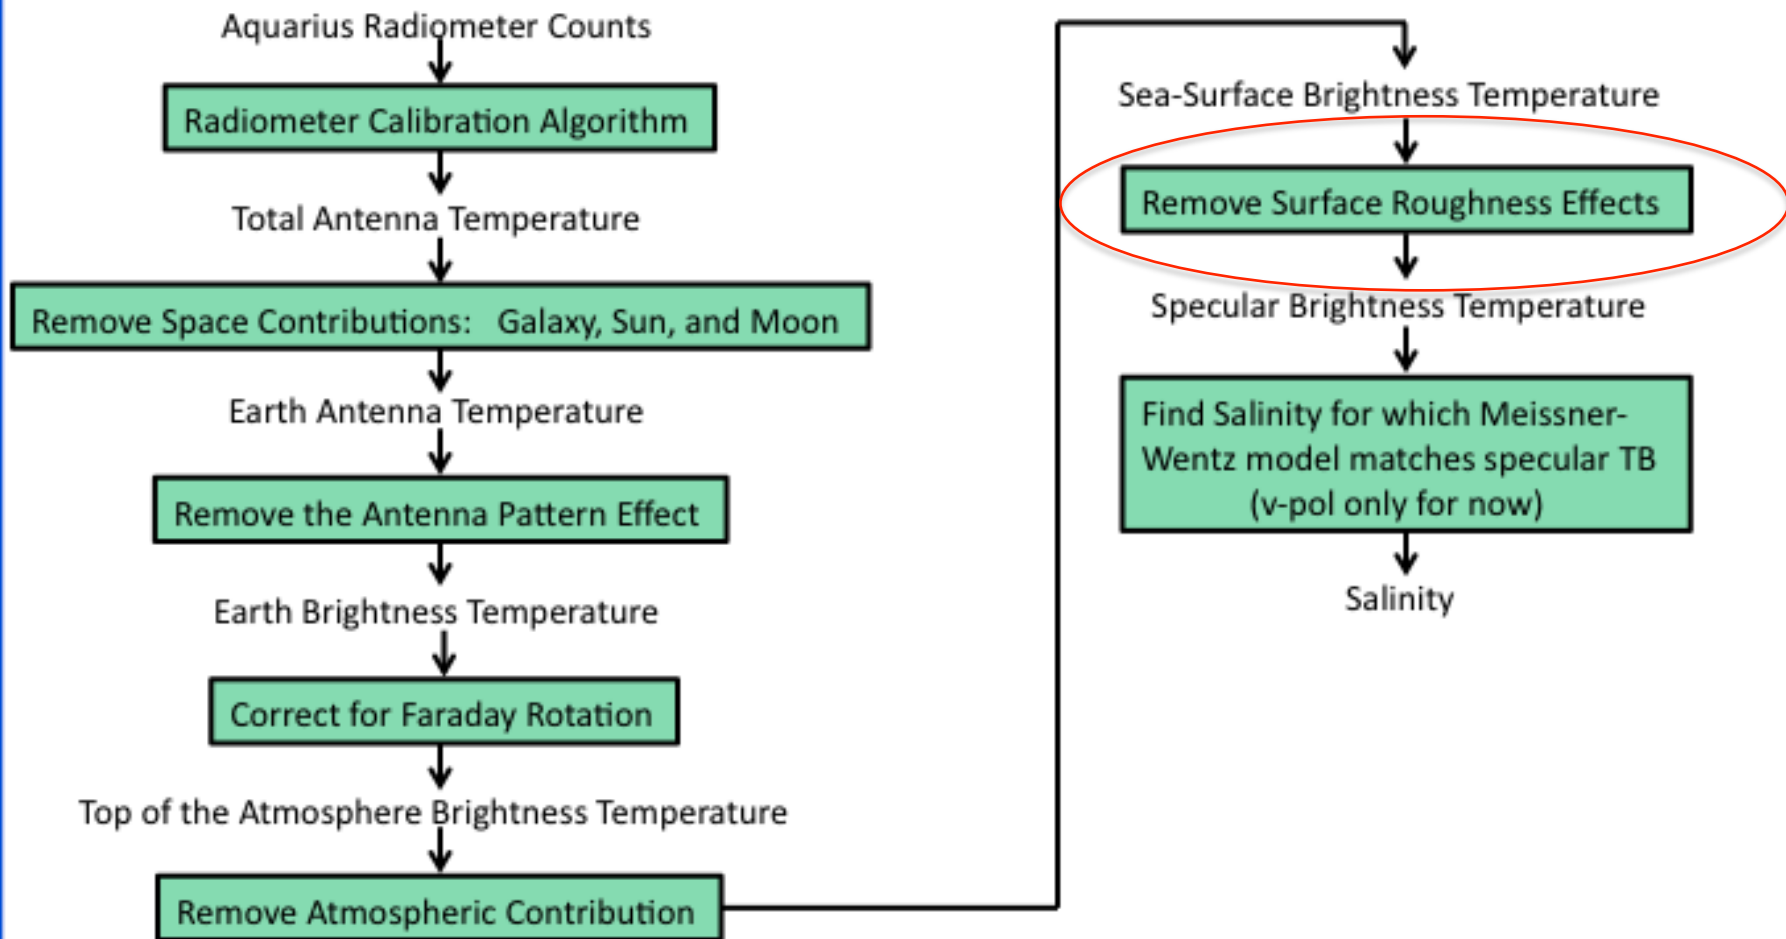 Aquarius Radiometer Counts
Radiometer Calibration Algorithm
Total Antenna Temperature
Remove Space Contributions: Galaxy, Sun, and Moon
Earth Antenna Temperature
Remove the Antenna Pattern Effect
Earth Brightness Temperature
Correct for Faraday Rotation
Top of the Atmosphere Brightness Temperature
Remove Atmospheric Contribution
Sea-Surface Brightness Temperature
Remove Surface Roughness Effects
Specular Brightness Temperature
Find Salinity for which Meissner-
Wentz model matches specular TB
(v-pol only for now)
Salinity